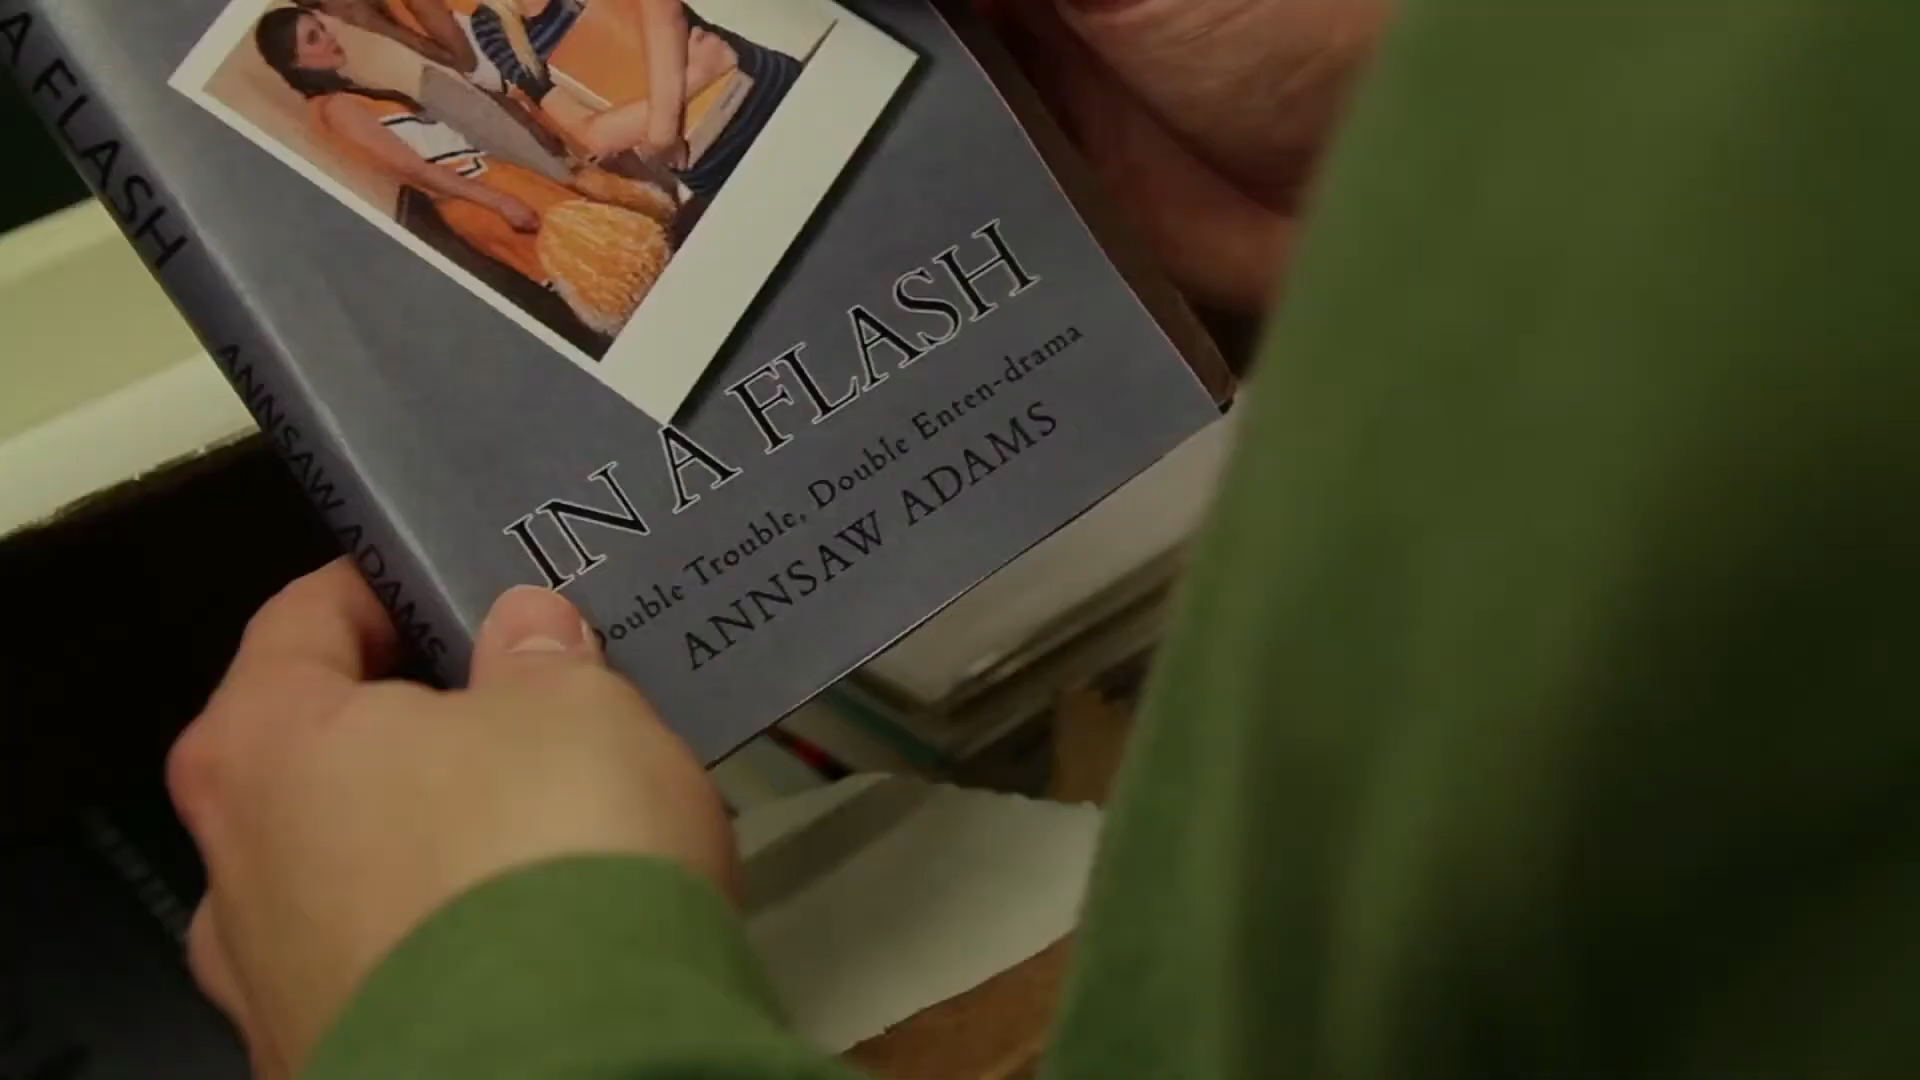 A FLASH ANNSAW ADAMS
IN A FLASH
Double Trouble, Double Enten-drama
ANNSAW ADAMS